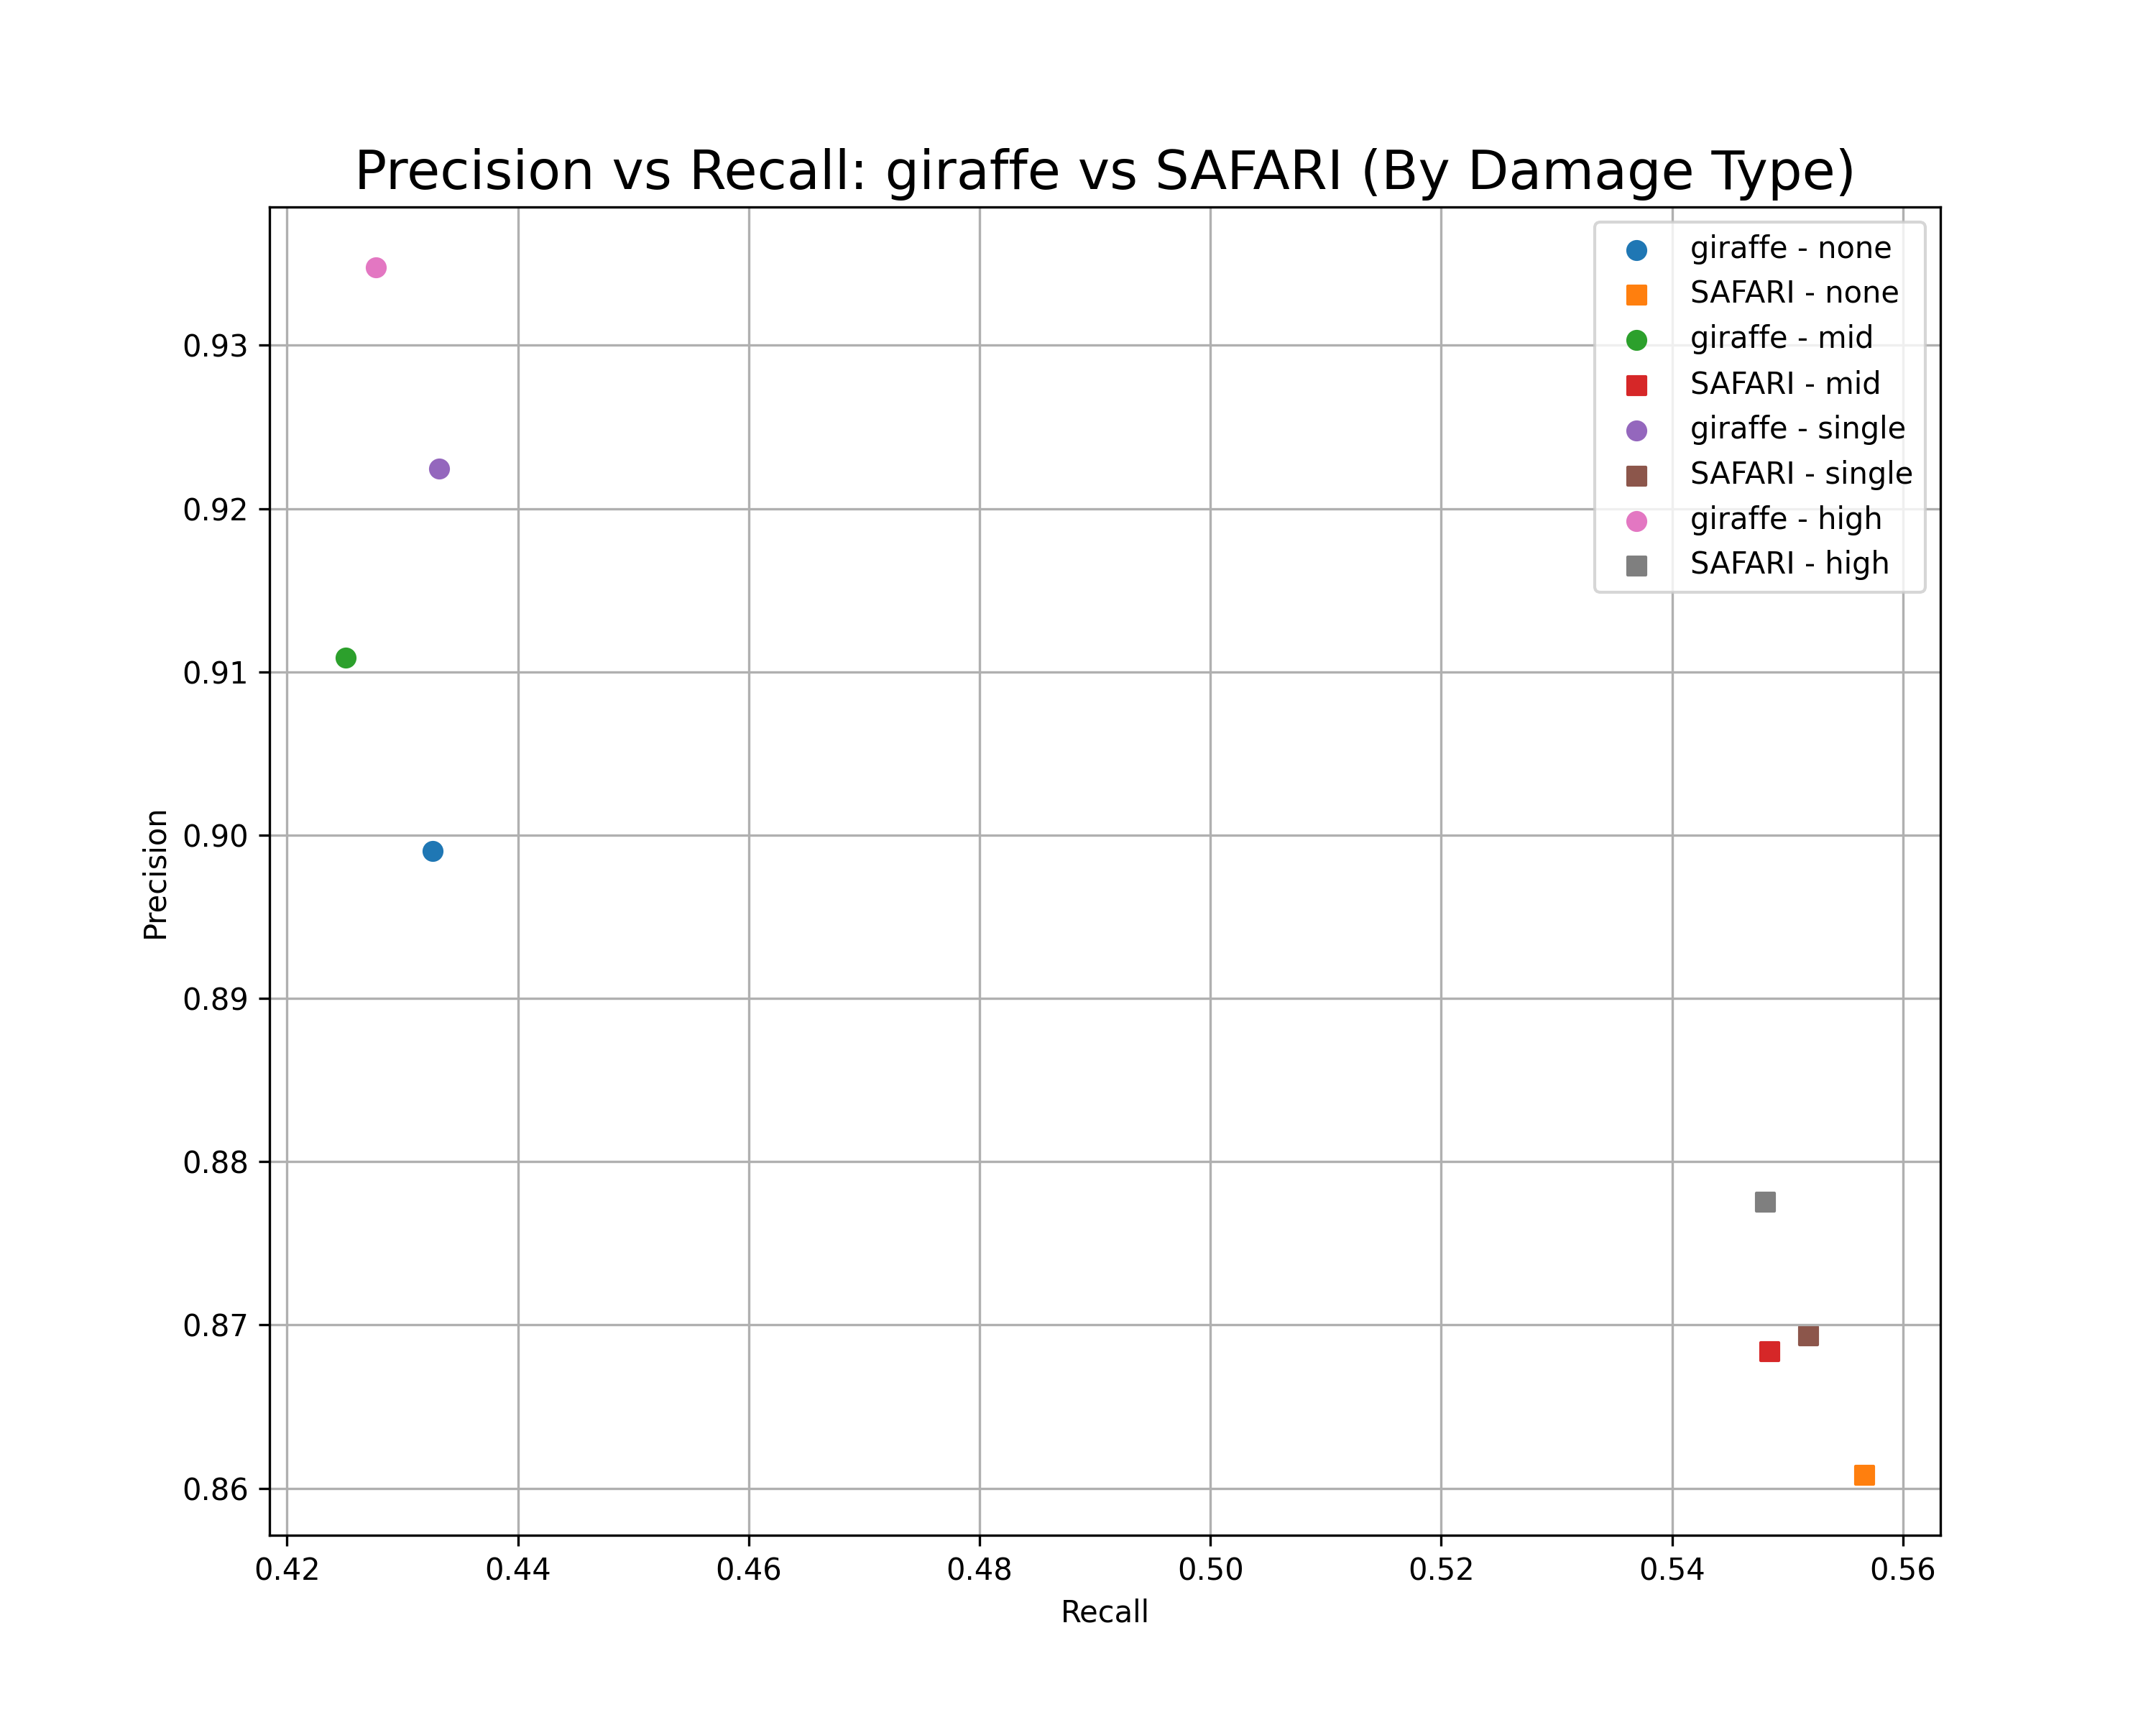 Precision vs Recall: giraffe vs SAFARI (By Damage Type)
giraffe - none
SAFARI - none
giraffe - mid
SAFARI - mid
giraffe - single
SAFARI - single
giraffe - high
SAFARI - high
Precision
0.93
0.92
0.91
0.90
0.89
0.88
0.87
0.86
0.42 0.44 0.46 0.48 0.50 0.52 0.54 0.56
Recall